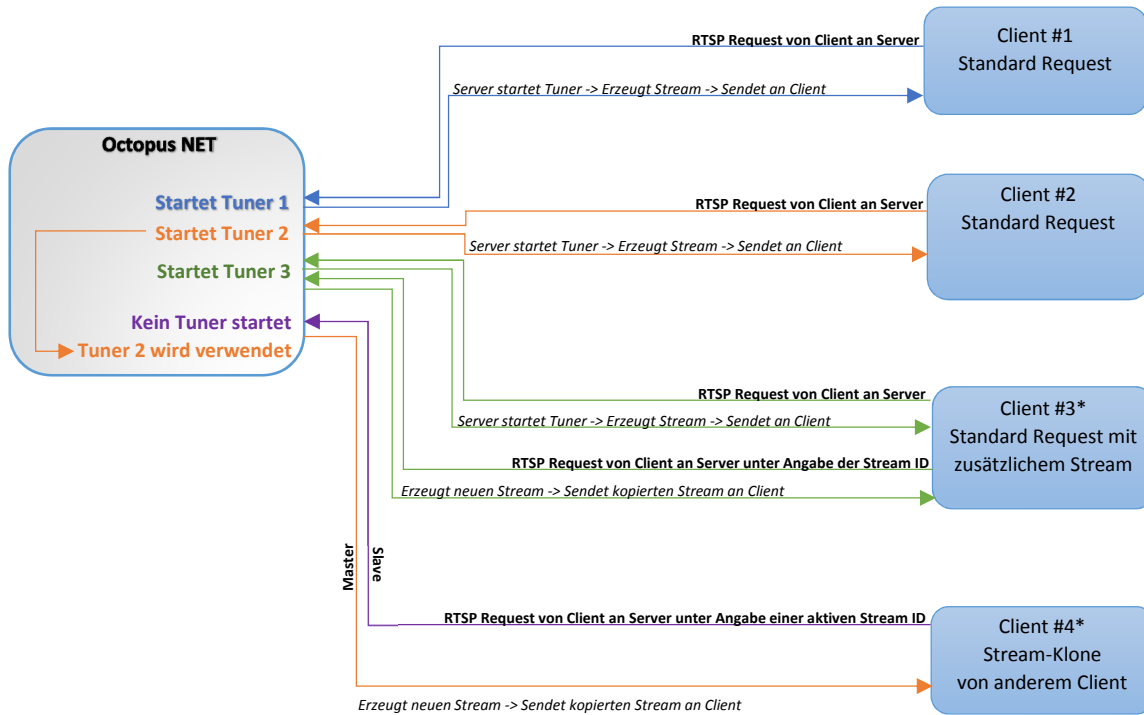 Octopus NET
Startet Tuner 1
Startet Tuner 2
Startet Tuner 3
Kein Tuner startet
Tuner 2 wird verwendet
RTSP Request von Client an Server
Server startet Tuner -> Erzeugt Stream -> Sendet an Client
Client #1
Standard Request
RTSP Request von Client an Server
Server startet Tuner -> Erzeugt Stream -> Sendet an Client
Client #2
Standard Request
RTSP Request von Client an Server
Server startet Tuner -> Erzeugt Stream -> Sendet an Client
RTSP Request von Client an Server unter Angabe der Stream ID
Erzeugt neuen Stream -> Sendet kopierten Stream an Client
Client #3*
Standard Request mit
zusätzlichem Stream
Master
Slave
RTSP Request von Client an Server unter Angabe einer aktiven Stream ID
Erzeugt neuen Stream -> Sendet kopierten Stream an Client
Client #4*
Stream-Klone
von anderem Client